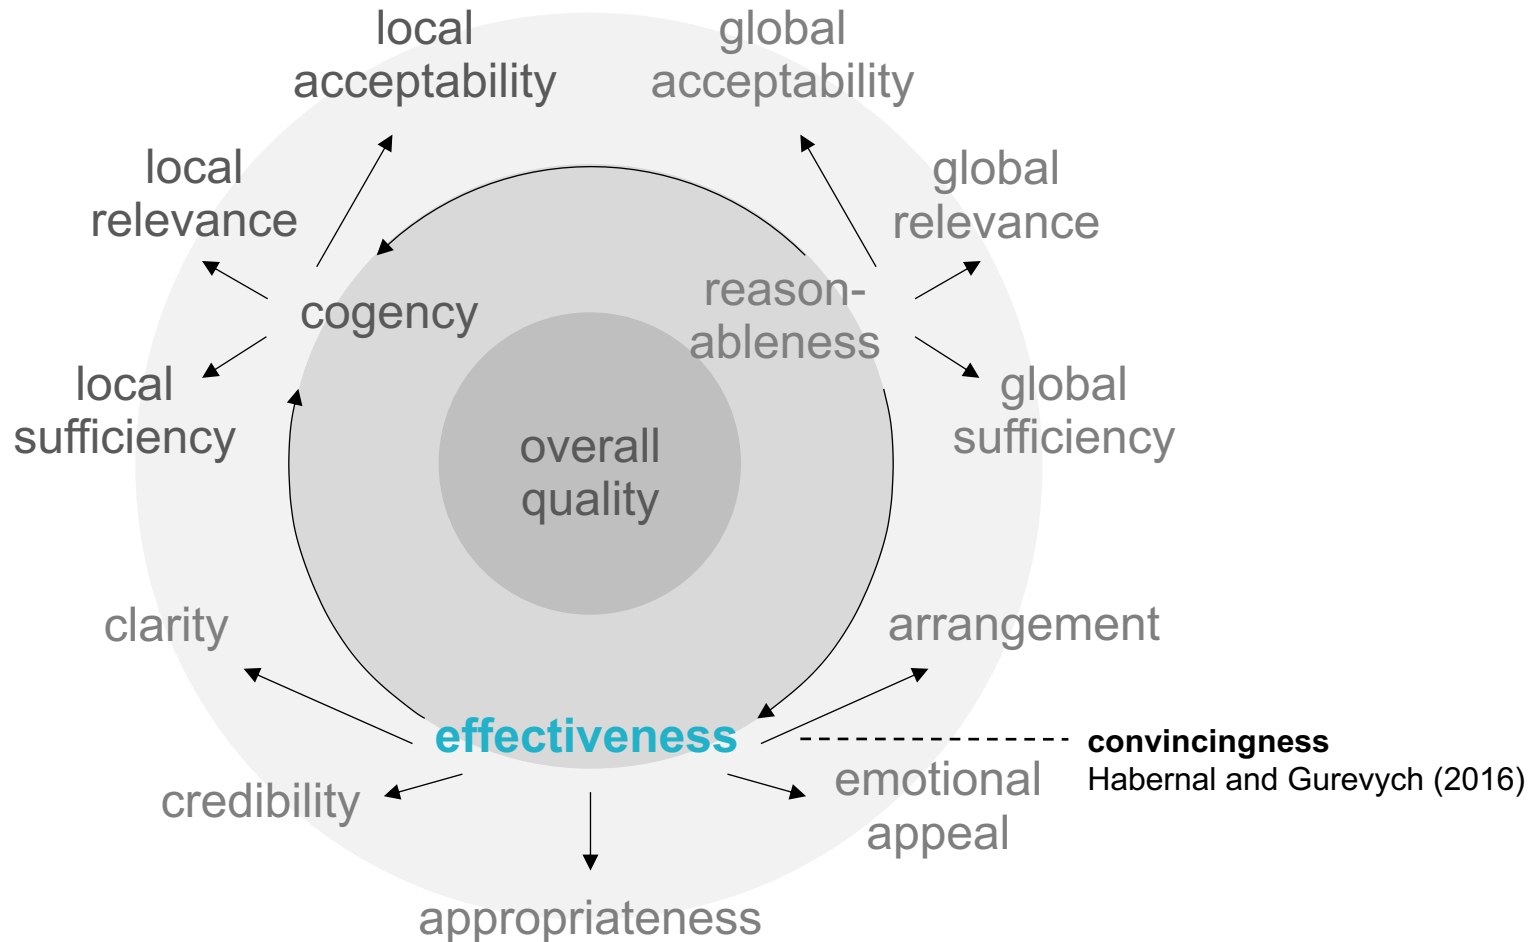 local
acceptability
global
acceptability
local
relevance
global
relevance
cogency
reason-
ableness
local
sufficiency
global
sufficiency
overall
quality
clarity
arrangement
effectiveness
convincingness
Habernal and Gurevych (2016)
credibility
emotional
appeal
appropriateness